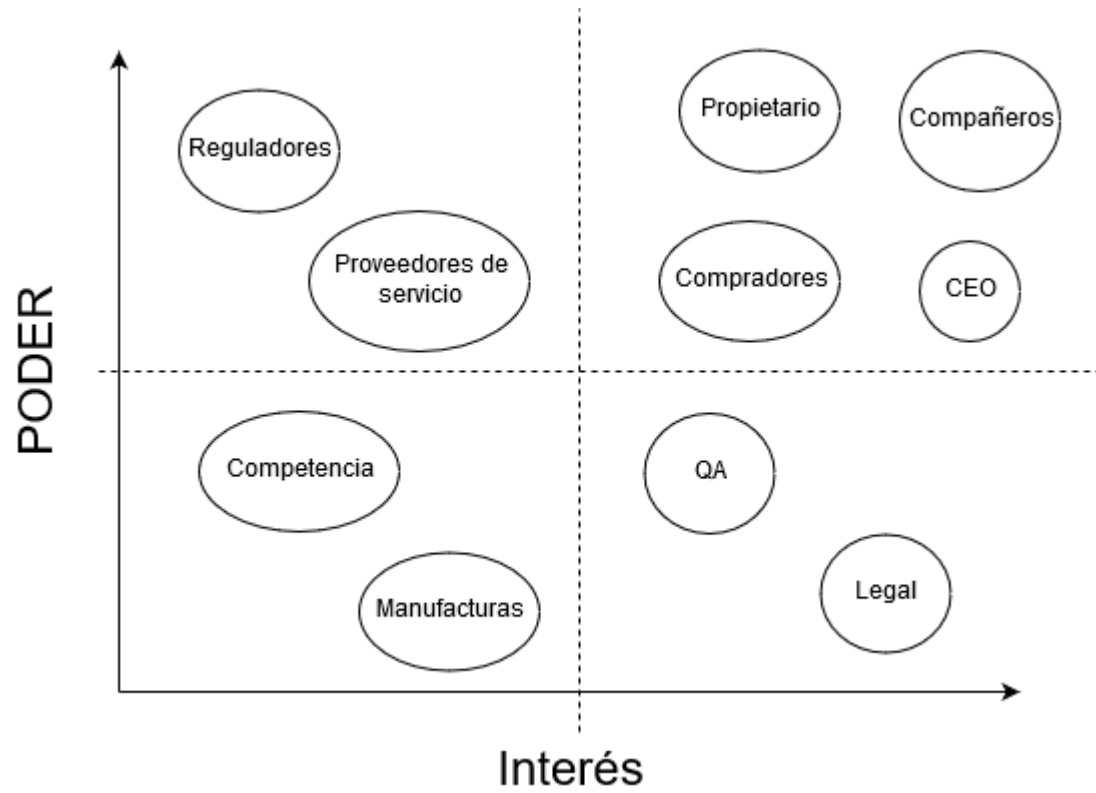 Propietario
Compañeros
Reguladores
Proveedores de
servicio
Compradores
CEO
PODER
Competencia
QA
Manufacturas
Legal
Interés